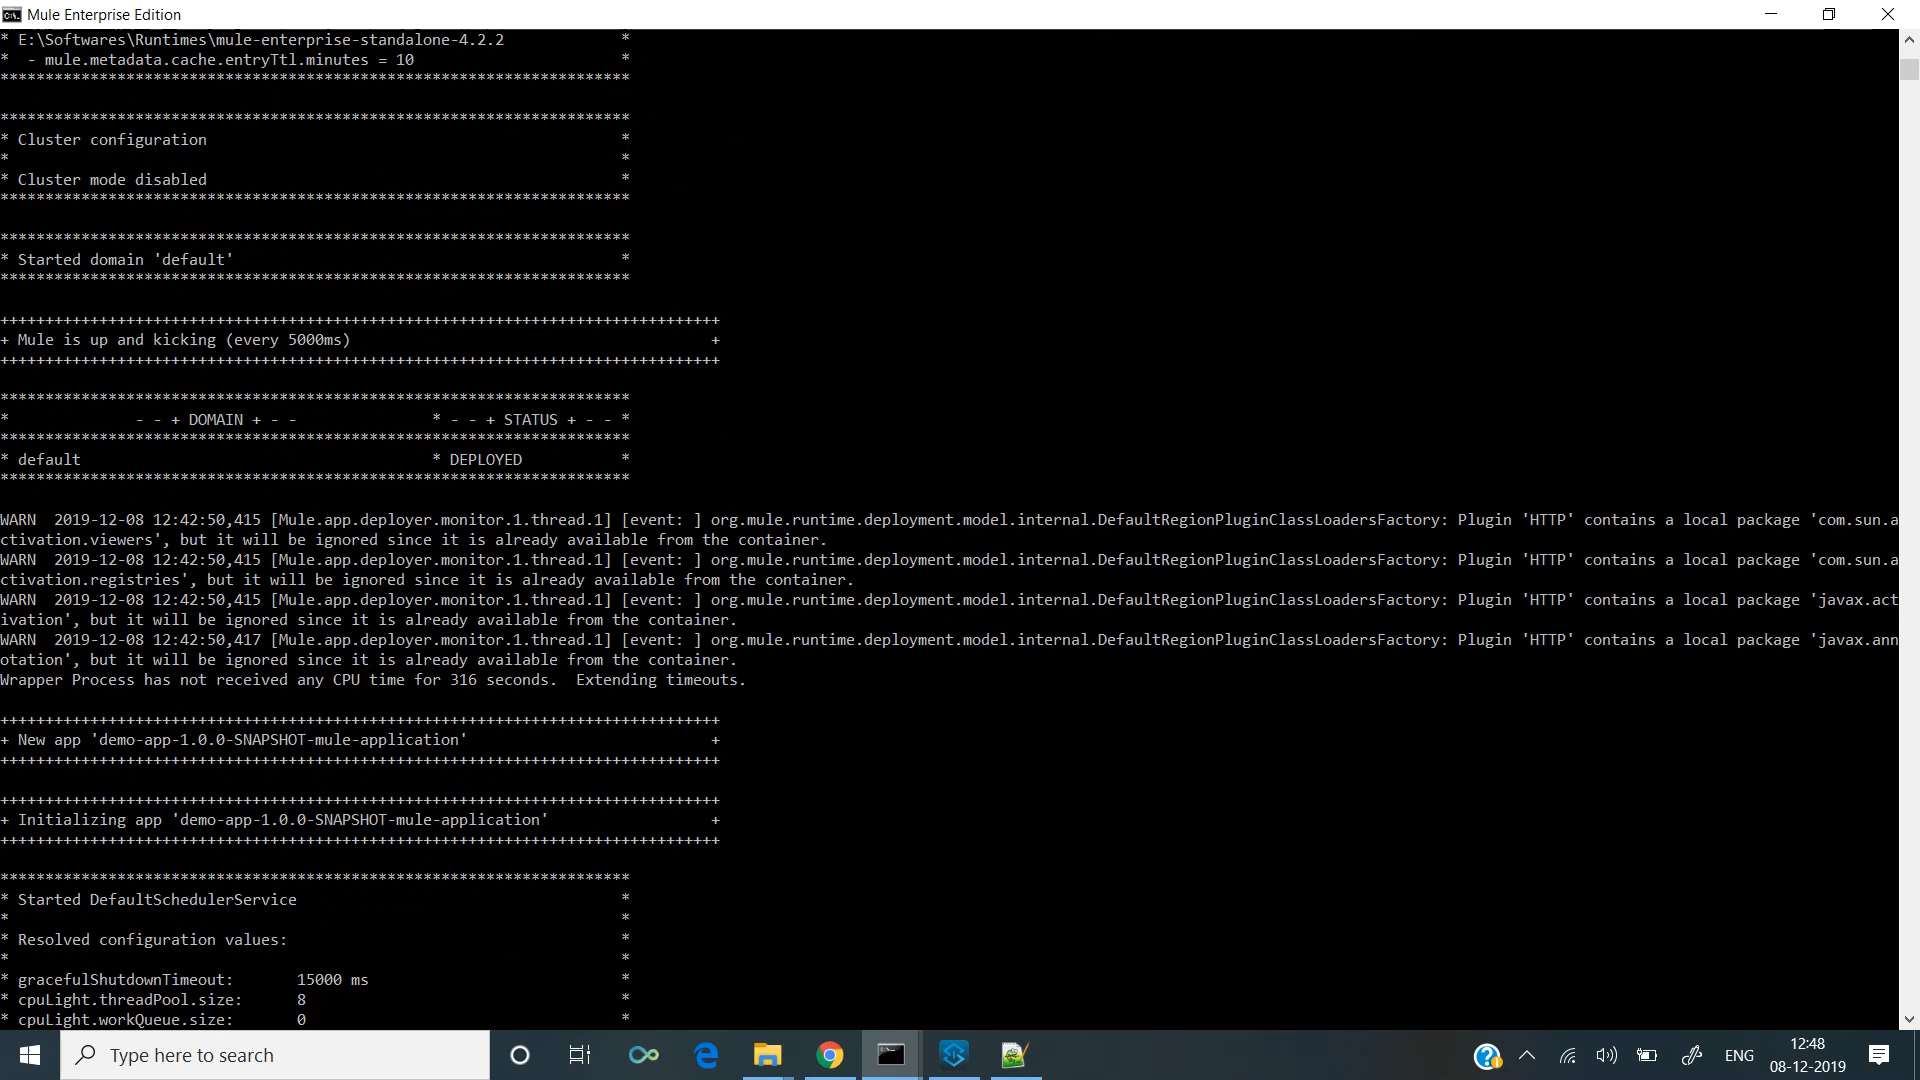 Mule Enterprise Edition
* E:\Softwares\Runtimes\mule-enterprise-standalone-4.2.2 *
* - mule.metadata.cache.entryTtl.minutes = 10 *
**********************************************************************
**********************************************************************
* Cluster configuration *
* *
* Cluster mode disabled *
**********************************************************************
**********************************************************************
* Started domain 'default' *
**********************************************************************
++++++++++++++++++++++++++++++++++++++++++++++++++++++++++++++++++++++++++++++++
+ Mule is up and kicking (every 5000ms) +
++++++++++++++++++++++++++++++++++++++++++++++++++++++++++++++++++++++++++++++++
**********************************************************************
* - - + DOMAIN + - - * - - + STATUS + - - *
**********************************************************************
* default * DEPLOYED *
**********************************************************************
WARN 2019-12-08 12:42:50,415 [Mule.app.deployer.monitor.1.thread.1] [event: ] org.mule.runtime.deployment.model.internal.DefaultRegionPluginClassLoadersFactory: Plugin 'HTTP' contains a local package 'com.sun.a
ctivation.viewers', but it will be ignored since it is already available from the container.
WARN 2019-12-08 12:42:50,415 [Mule.app.deployer.monitor.1.thread.1] [event: ] org.mule.runtime.deployment.model.internal.DefaultRegionPluginClassLoadersFactory: Plugin 'HTTP' contains a local package 'com.sun.a
ctivation.registries', but it will be ignored since it is already available from the container.
WARN 2019-12-08 12:42:50,415 [Mule.app.deployer.monitor.1.thread.1] [event: ] org.mule.runtime.deployment.model.internal.DefaultRegionPluginClassLoadersFactory: Plugin 'HTTP' contains a local package 'javax.act
ivation', but it will be ignored since it is already available from the container.
WARN 2019-12-08 12:42:50,417 [Mule.app.deployer.monitor.1.thread.1] [event: ] org.mule.runtime.deployment.model.internal.DefaultRegionPluginClassLoadersFactory: Plugin 'HTTP' contains a local package 'javax.ann
otation', but it will be ignored since it is already available from the container.
Wrapper Process has not received any CPU time for 316 seconds. Extending timeouts.
++++++++++++++++++++++++++++++++++++++++++++++++++++++++++++++++++++++++++++++++
+ New app 'demo-app-1.0.0-SNAPSHOT-mule-application' +
++++++++++++++++++++++++++++++++++++++++++++++++++++++++++++++++++++++++++++++++
++++++++++++++++++++++++++++++++++++++++++++++++++++++++++++++++++++++++++++++++
+ Initializing app 'demo-app-1.0.0-SNAPSHOT-mule-application' +
++++++++++++++++++++++++++++++++++++++++++++++++++++++++++++++++++++++++++++++++
**********************************************************************
* Started DefaultSchedulerService *
* *
* Resolved configuration values: *
* *
* gracefulShutdownTimeout: 15000 ms *
* cpuLight.threadPool.size: 8 *
* cpuLight.workQueue.size: 0 *
Type here to search
ENG
12:48
08-12-2019